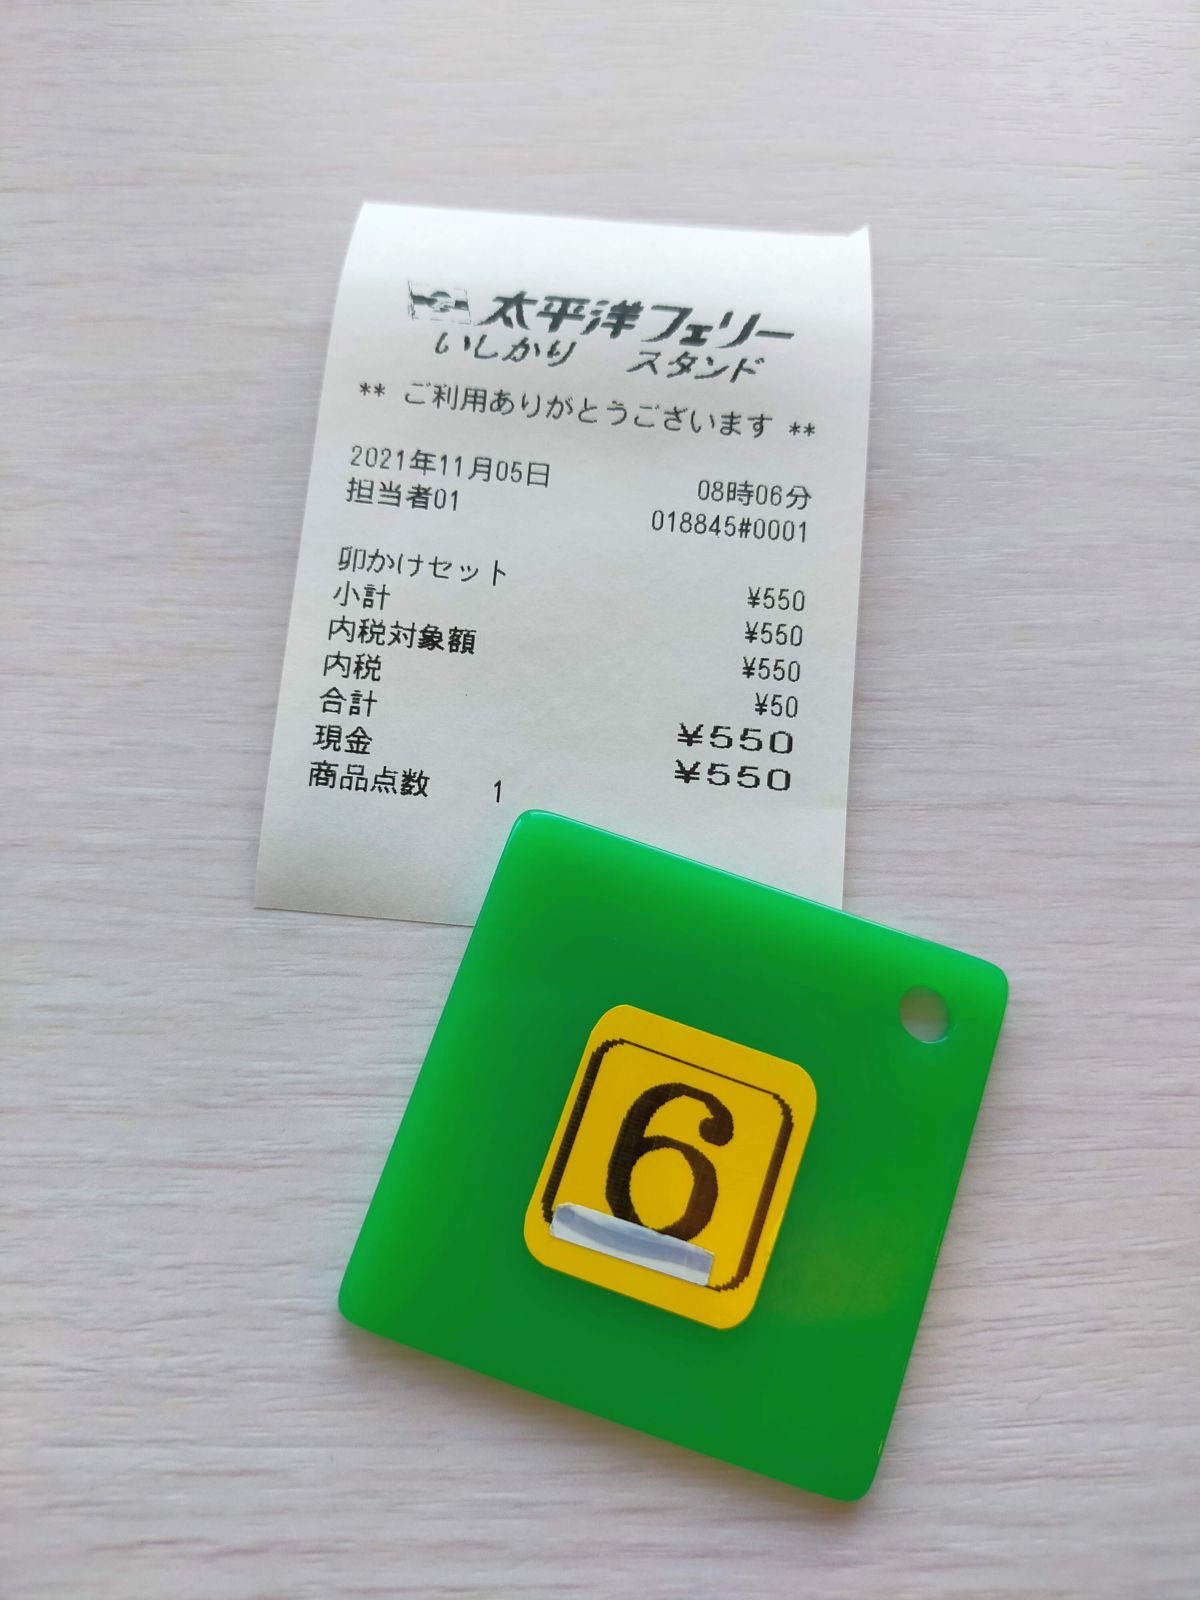 太平洋フェリー
いしかり スタンド
** ご利用ありがとうございます **
2021年11月05日 08時06分
担当者01 018845#0001
卵かけセット ¥550
小計 ¥550
内税対象額 ¥550
内税 ¥50
合計 ¥550
現金 ¥550
商品点数 1
6